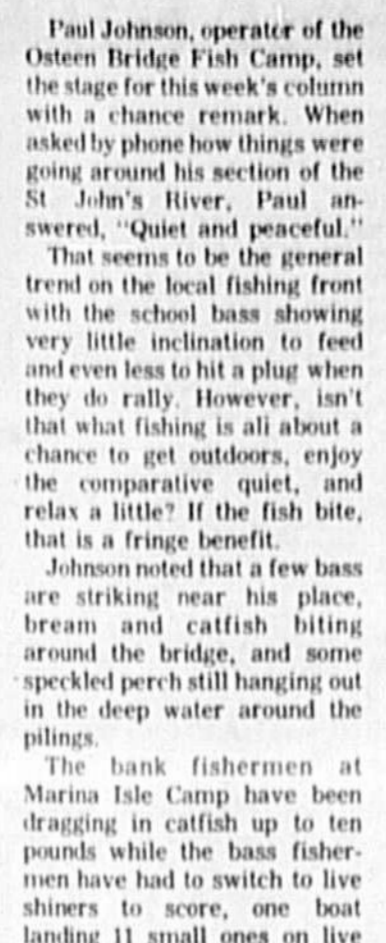 Paul Johnson, operator of the
Osteen Bridge Fish Camp, set
the stage for this week's column
with a chance remark. When
asked by phone how things were
going around his section of the
St John's River, Paul an-
swered, "Quiet and peaceful."
That seems to be the general
trend on the local fishing front
with the school bass showing
very little inclination to feed
and even less to hit a plug when
they do rally. However, isn't
that what fishing is all about a
chance to get outdoors, enjoy
the comparative quiet, and
relax a little? If the fish bite,
that is a fringe benefit.
Johnson noted that a few bass
are striking near his place,
bream and catfish biting
around the bridge, and some
speckled perch still hanging out
in the deep water around the
pilings.
The bank fishermen at
Marina Isle Camp have been
dragging in catfish up to ten
pounds while the bass fisher-
men have had to switch to live
shiners to score, one boat
landing 11 small ones on live